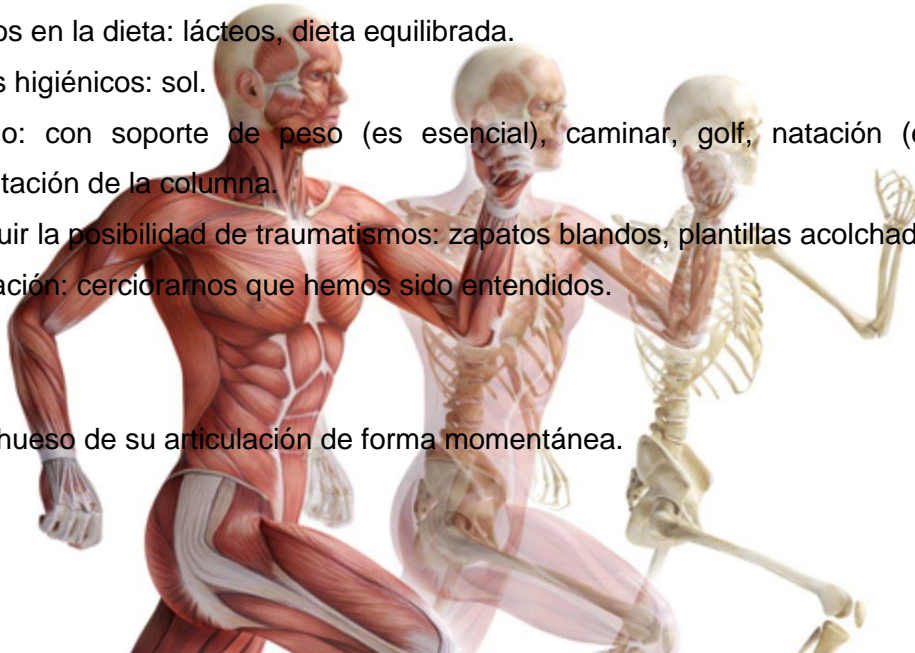 os en la dieta: lácteos, dieta equilibrada.
s higiénicos: sol.
o: con soporte de peso (es esencial), caminar, golf, natación (
tación de la columna.
uir la posibilidad de traumatismos: zapatos blandos, plantillas acolchad
ación: cerciorarnos que hemos sido entendidos.
hueso de su articulación de forma momentánea.